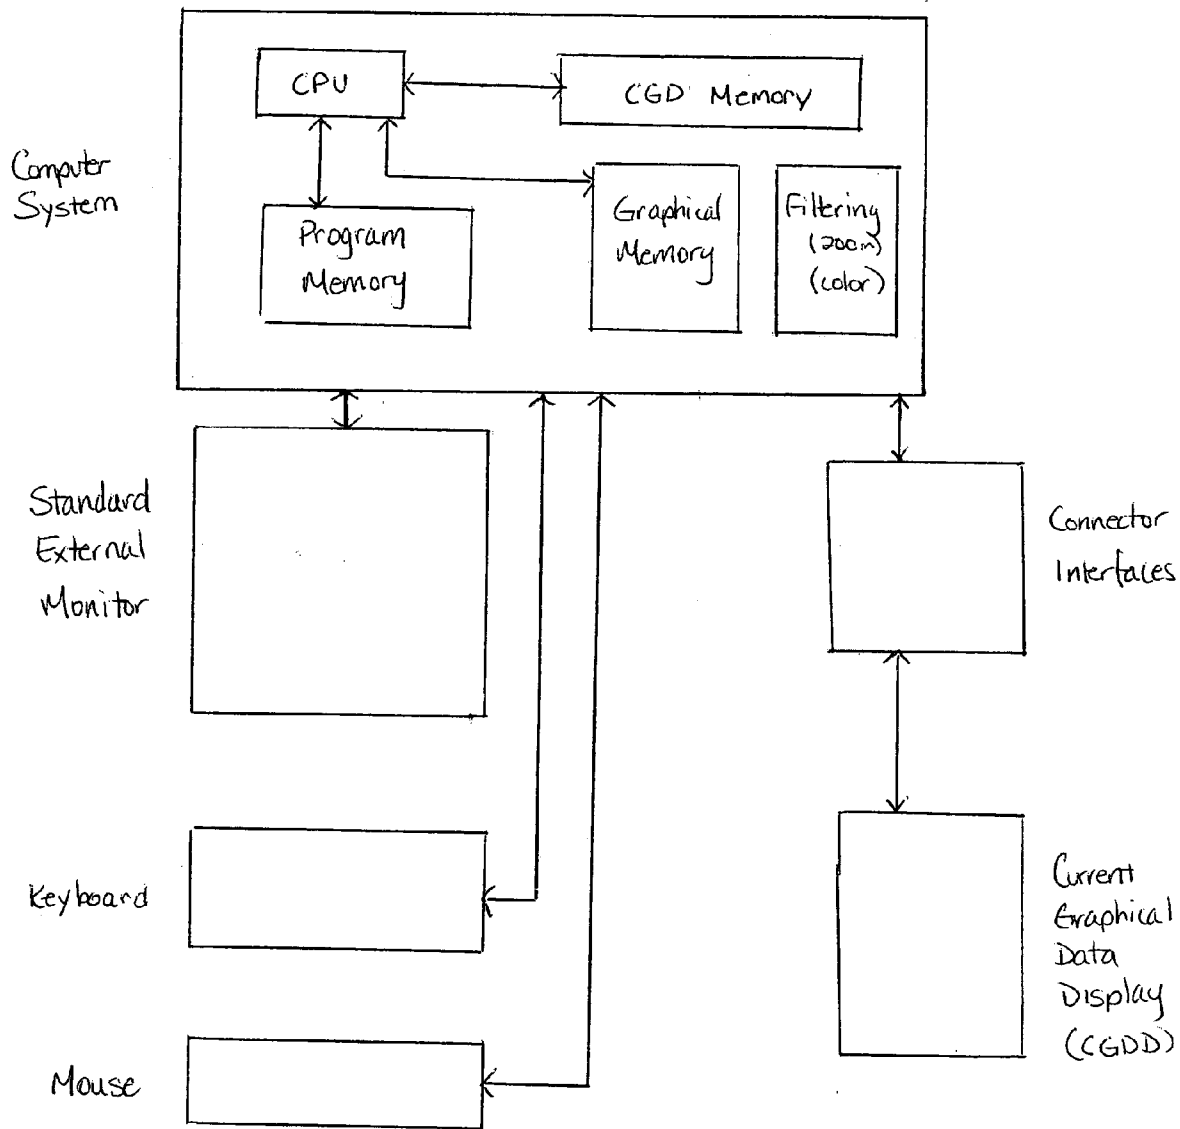 CPU
CGD Memory
Computer
System
Program
Memory
Graphical
Memory
Filtering
(zoom)
(color)
Standard
External
Monitor
Connector
Interfaces
Keyboard
Current
Graphical
Data
Display
(CGDD)
Mouse